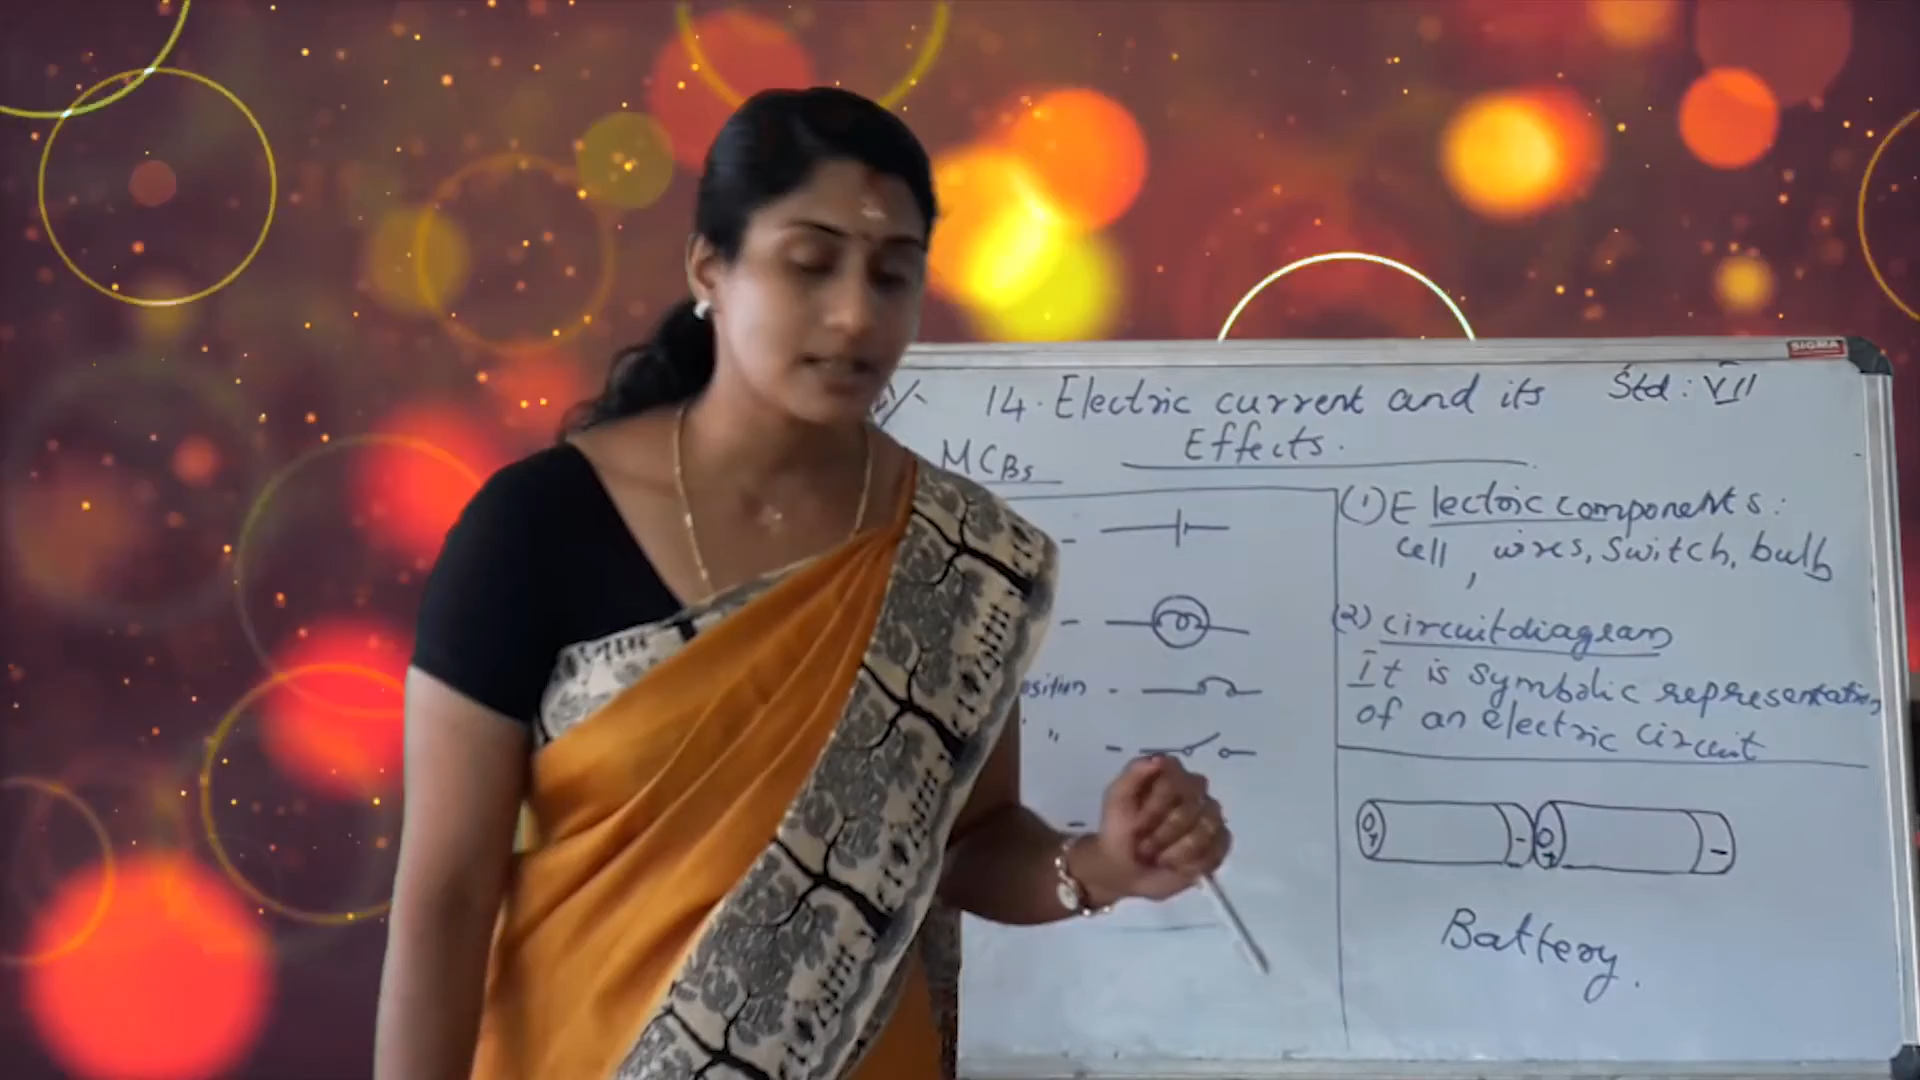 SIGMA
14. Electric current and its Std: VII
Effects.
MCBs
(1) Electric components:
cell, wires, switch, bulb
(2) circuit diagram
It is symbolic representation
of an electric circuit
"
Battery.